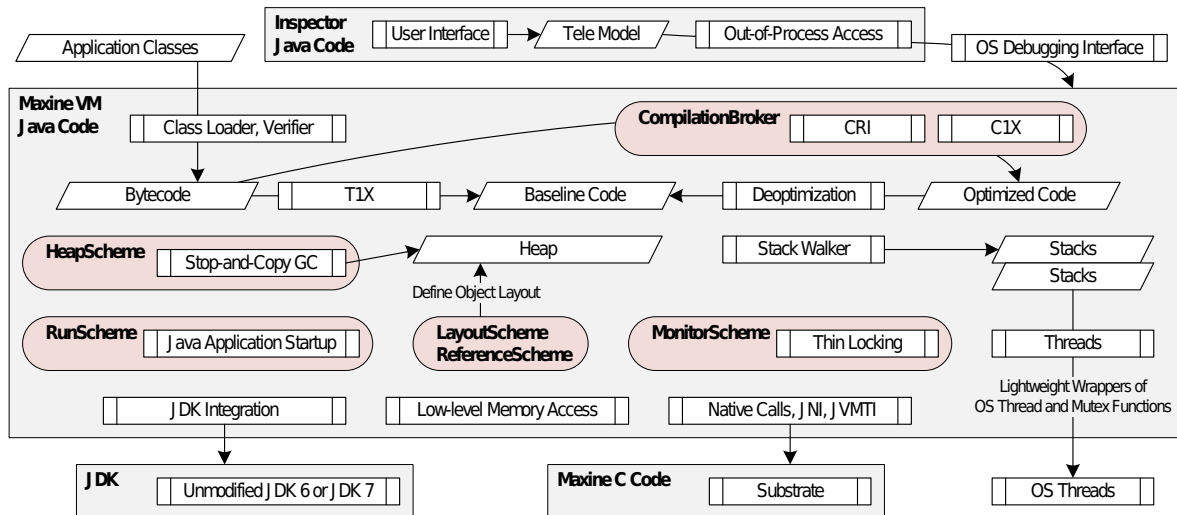 Inspector
Java Code
User Interface
Tele Model
Out-of-Process Access
Application Classes
OS Debugging Interface
Maxine VM
Java Code
Class Loader, Verifier
CompilationBroker
CRI
C1X
Bytecode
T1X
Baseline Code
Deoptimization
Optimized Code
HeapScheme
Stop-and-Copy GC
Heap
Stack Walker
Stacks
Stacks
Define Object Layout
RunScheme
Java Application Startup
LayoutScheme
ReferenceScheme
MonitorScheme
Thin Locking
Threads
Lightweight Wrappers of
OS Thread and Mutex Functions
JDK Integration
Low-level Memory Access
Native Calls, JNI, JVMTI
JDK
Unmodified JDK 6 or JDK 7
Maxine C Code
Substrate
OS Threads